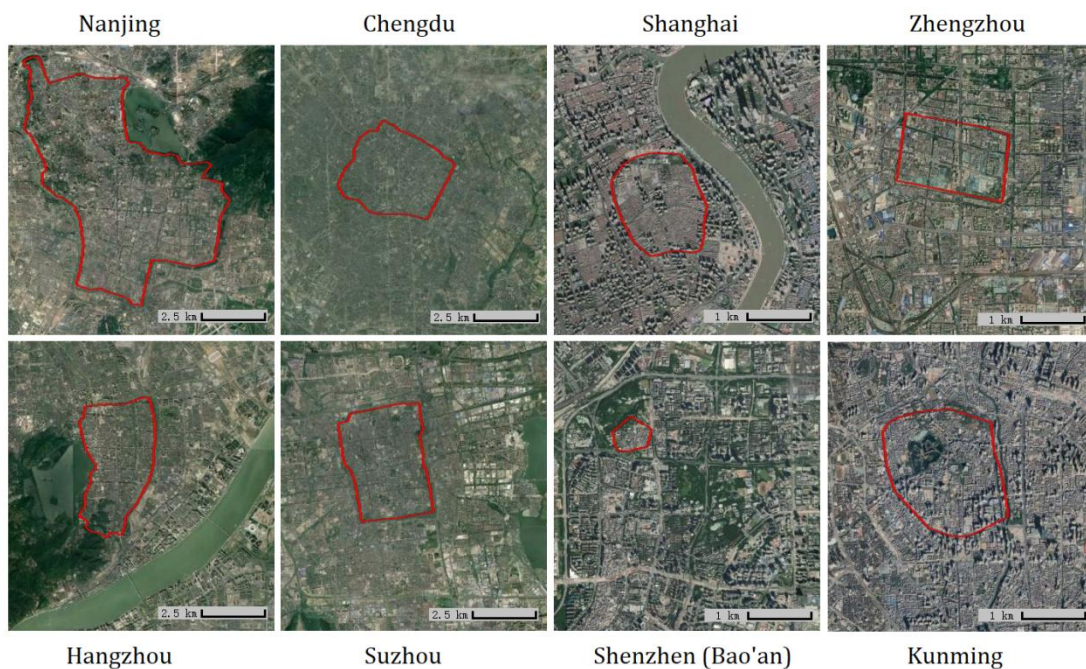 Nanjing Chengdu Shanghai Zhengzhou
2.5 km 2.5 km 1 km 1 km
2.5 km 2.5 km 1 km 1 km
Hangzhou Suzhou Shenzhen (Bao'an) Kunming